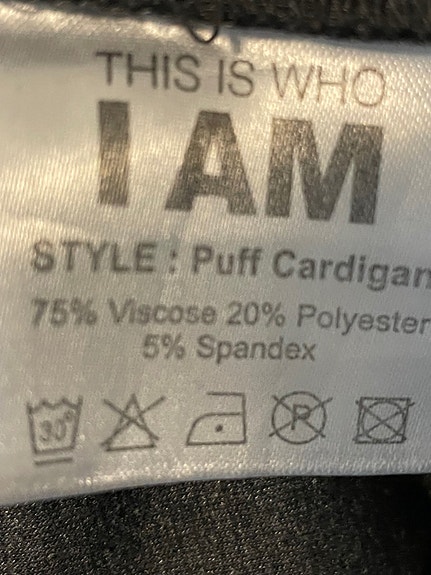 THIS IS WHO
I AM
STYLE : Puff Cardigan
75% Viscose 20% Polyester
5% Spandex
30°
P